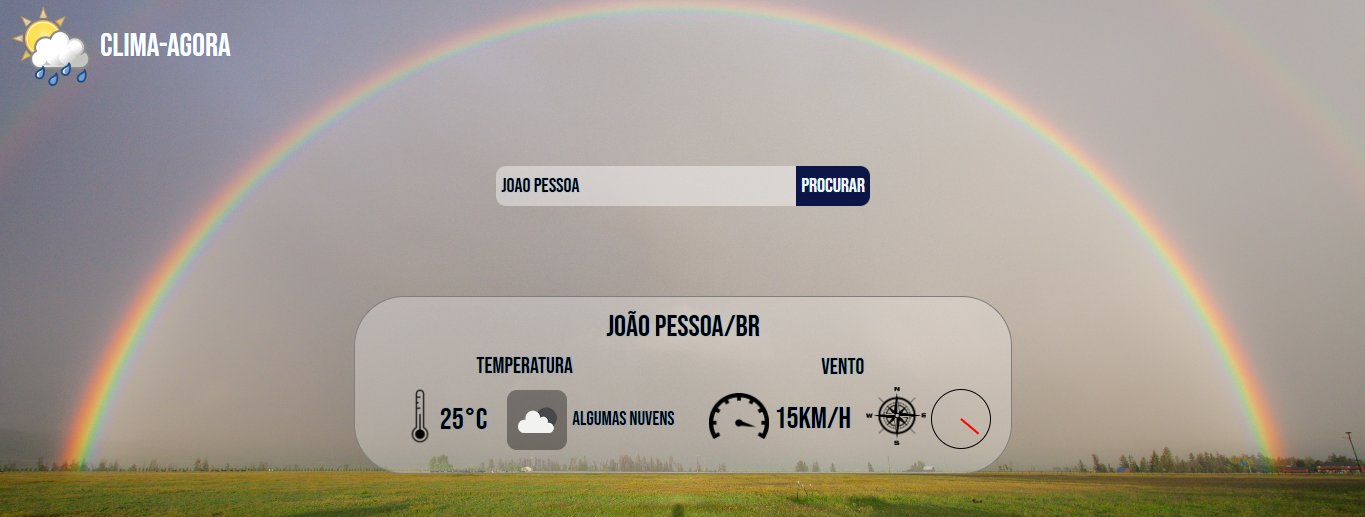 CLIMA-AGORA
JOAO PESSOA
PROCURAR
JOÃO PESSOA/BR
TEMPERATURA
VENTO
25°C
ALGUMAS NUVENS
15KM/H
N
W
E
S